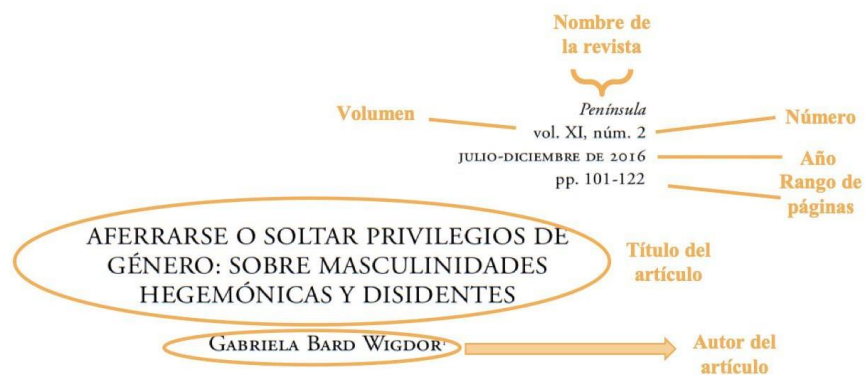 Nombre de
la revista
Península
Volumen
vol. XI, núm. 2
Número
JULIO-DICIEMBRE DE 2016
Año
pp. 101-122
Rango de
páginas
AFERRARSE O SOLTAR PRIVILEGIOS DE
GÉNERO: SOBRE MASCULINIDADES
HEGEMÓNICAS Y DISIDENTES
Título del
artículo
GABRIELA BARD WIGDOR¹
Autor del
artículo